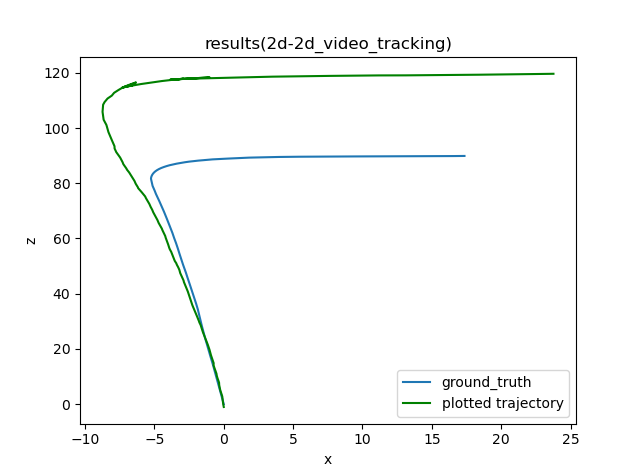 results(2d-2d_video_tracking)
120
100
80
60
40
20
0
z
−10 −5 0 5 10 15 20 25
x
ground_truth
plotted trajectory